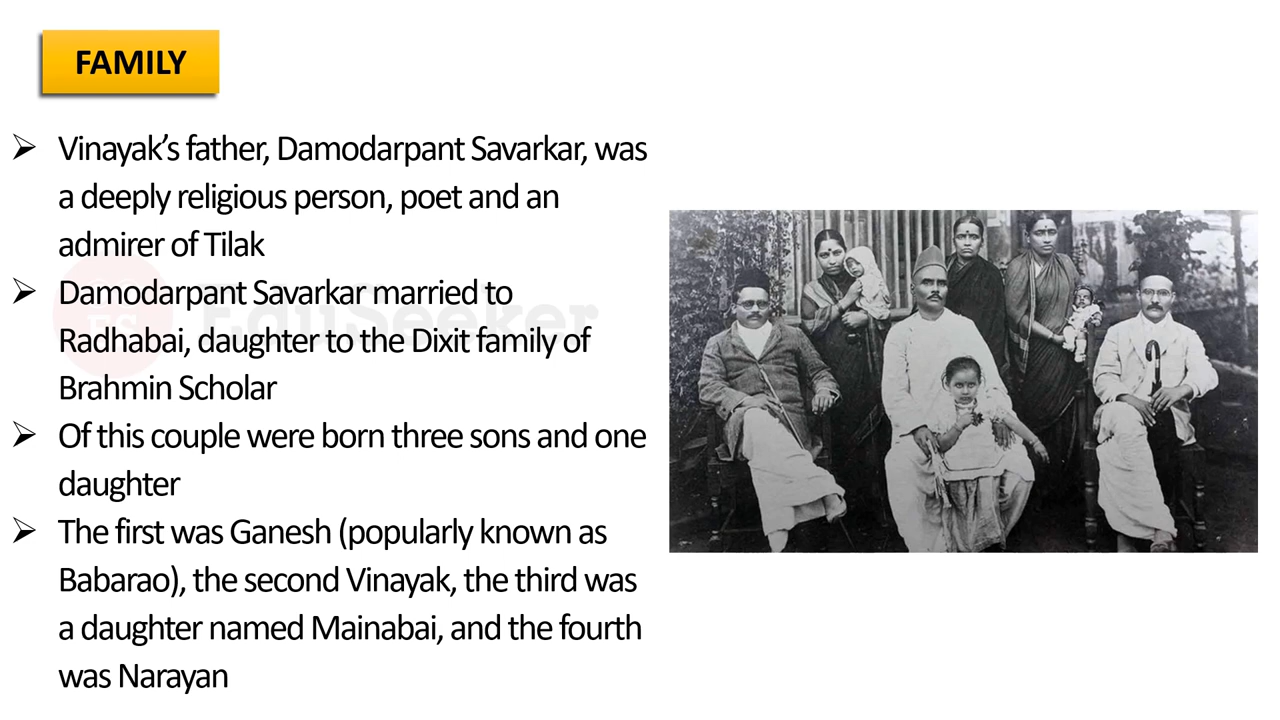 FAMILY
➢ Vinayak’s father, Damodarpant Savarkar, was
a deeply religious person, poet and an
admirer of Tilak
➢ Damodarpant Savarkar married to
Radhabai, daughter to the Dixit family of
Brahmin Scholar
➢ Of this couple were born three sons and one
daughter
➢ The first was Ganesh (popularly known as
Babarao), the second Vinayak, the third was
a daughter named Mainabai, and the fourth
was Narayan
ES
EduSeeker